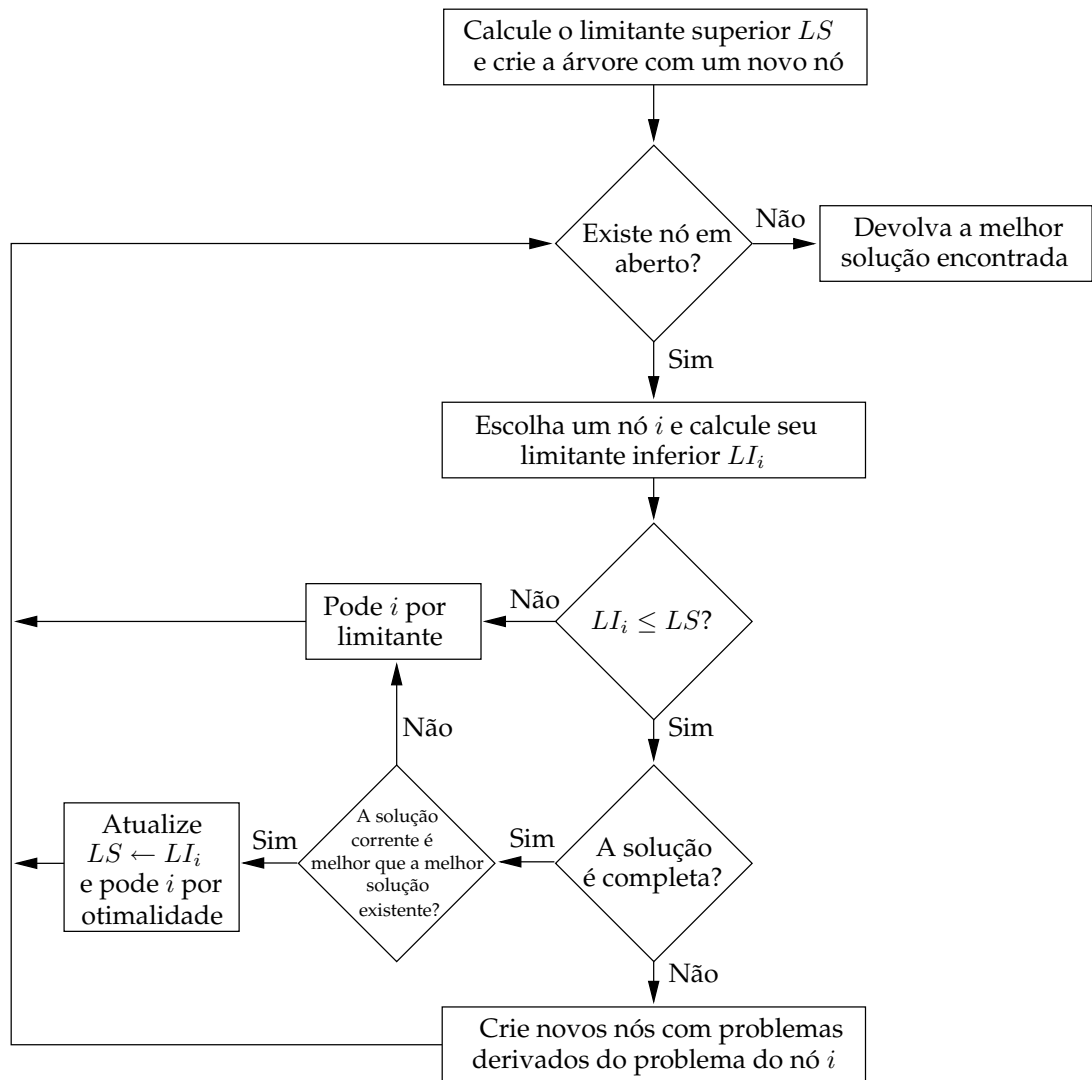 Calcule o limitante superior LS
e crie a árvore com um novo nó
Existe nó em
aberto?
Não
Devolva a melhor
solução encontrada
Sim
Escolha um nó i e calcule seu
limitante inferior LI_i
LI_i ≤ LS?
Não
Pode i por
limitante
Sim
A solução
é completa?
Sim
A solução
corrente é
melhor que a melhor
solução
existente?
Não
Sim
Atualize
LS ← LI_i
e pode i por
otimalidade
Não
Crie novos nós com problemas
derivados do problema do nó i